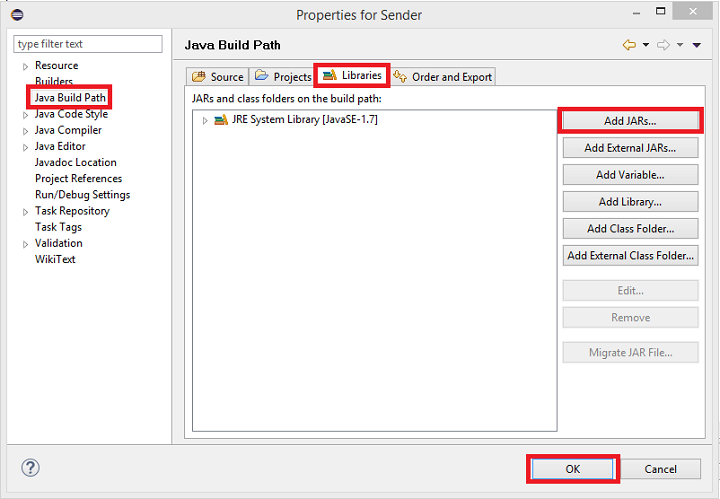 Properties for Sender
type filter text
Java Build Path
Resource
Builders
Java Build Path
Java Code Style
Java Compiler
Java Editor
Javadoc Location
Project References
Run/Debug Settings
Task Repository
Task Tags
Validation
WikiText
Source Projects Libraries Order and Export
JARs and class folders on the build path:
JRE System Library [JavaSE-1.7]
Add JARs...
Add External JARs...
Add Variable...
Add Library...
Add Class Folder...
Add External Class Folder...
Edit...
Remove
Migrate JAR File...
?
OK Cancel